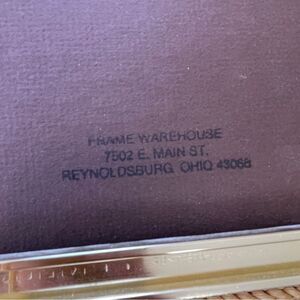 FRAME WAREHOUSE
7502 E. MAIN ST.
REYNOLDSBURG, OHIO 43068